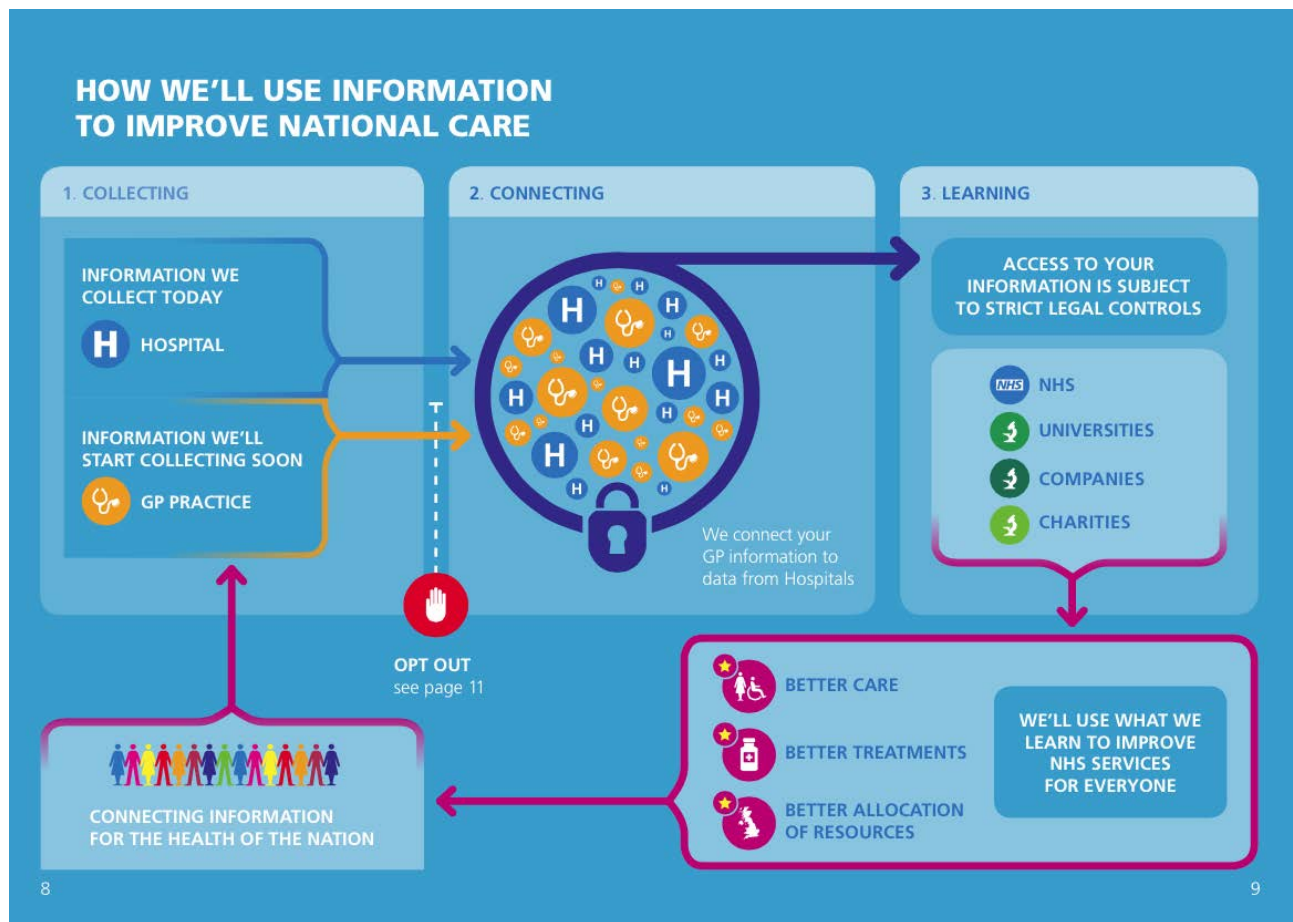 HOW WE'LL USE INFORMATION
TO IMPROVE NATIONAL CARE
1. COLLECTING
INFORMATION WE
COLLECT TODAY
H HOSPITAL
INFORMATION WE'LL
START COLLECTING SOON
GP PRACTICE
OPT OUT
see page 11
2. CONNECTING
H H
H H
H
H H H H
H H
H H
H
H H
We connect your
GP information to
data from Hospitals
3. LEARNING
ACCESS TO YOUR
INFORMATION IS SUBJECT
TO STRICT LEGAL CONTROLS
NHS NHS
UNIVERSITIES
COMPANIES
CHARITIES
BETTER CARE
BETTER TREATMENTS
BETTER ALLOCATION
OF RESOURCES
WE'LL USE WHAT WE
LEARN TO IMPROVE
NHS SERVICES
FOR EVERYONE
CONNECTING INFORMATION
FOR THE HEALTH OF THE NATION
8
9